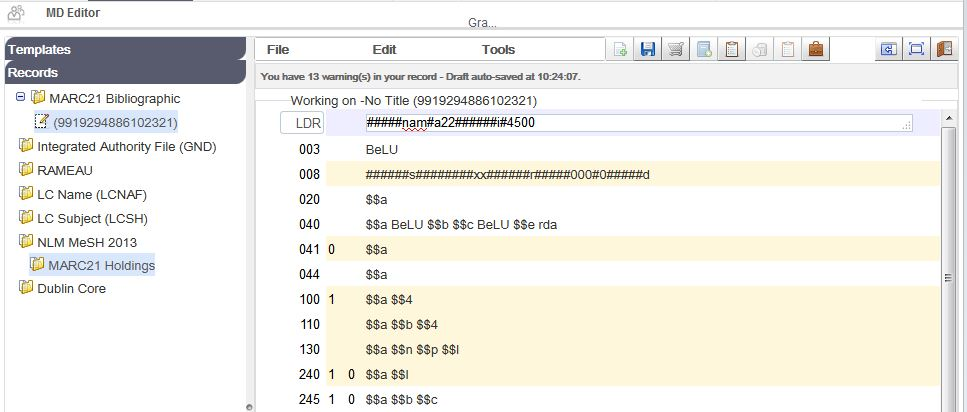 MD Editor
Gra...
Templates
Records
MARC21 Bibliographic
(9919294886102321)
Integrated Authority File (GND)
RAMEAU
LC Name (LCNAF)
LC Subject (LCSH)
NLM MeSH 2013
MARC21 Holdings
Dublin Core
File Edit Tools
You have 13 warning(s) in your record - Draft auto-saved at 10:24:07.
Working on -No Title (9919294886102321)
LDR #####nam#a22######i#4500
003 BeLU
008 ######s########xx######r#####000#0#####d
020 $$a
040 $$a BeLU $$b $$c BeLU $$e rda
041 0 $$a
044 $$a
100 1 $$a $$4
110 $$a $$b $$4
130 $$a $$n $$p $$l
240 1 0 $$a $$l
245 1 0 $$a $$b $$c